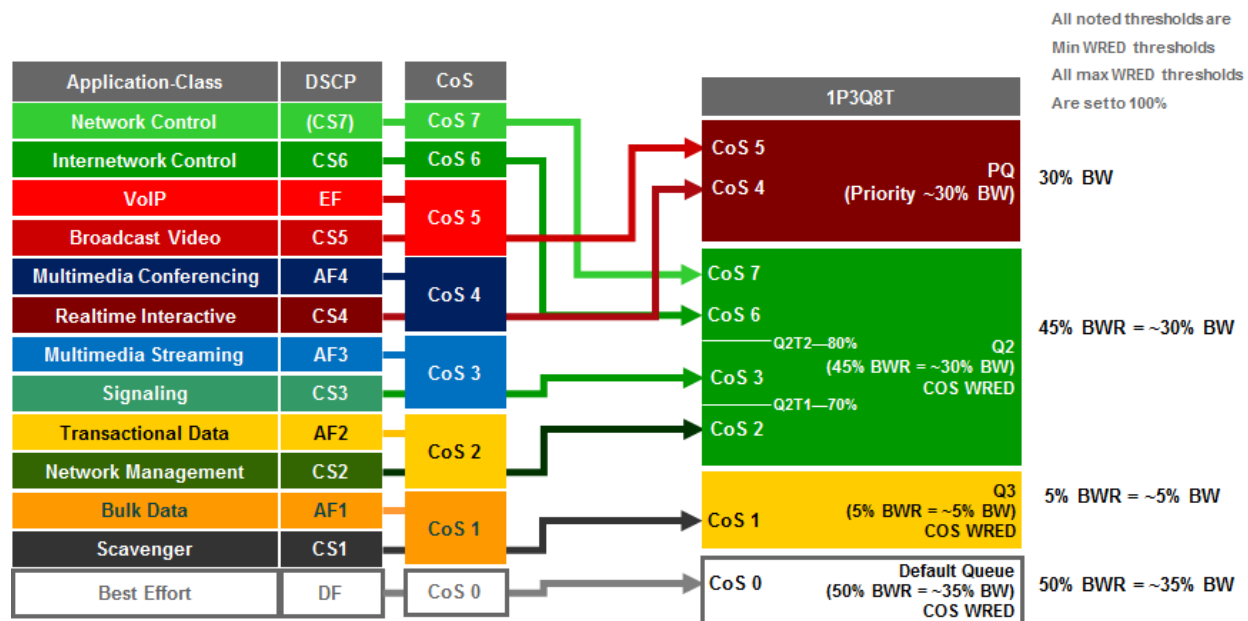 All noted thresholds are
Min WRED thresholds
All max WRED thresholds
Are set to 100%
Application-Class DSCP CoS 1P3Q8T
Network Control (CS7) CoS 7
Internetwork Control CS6 CoS 6
VoIP EF
CoS 5
Broadcast Video CS5
Multimedia Conferencing AF4
CoS 4
Realtime Interactive CS4
Multimedia Streaming AF3
CoS 3
Signaling CS3
Transactional Data AF2
CoS 2
Network Management CS2
Bulk Data AF1
CoS 1
Scavenger CS1
Best Effort DF CoS 0
CoS 5
CoS 4
PQ
(Priority ~30% BW)
30% BW
CoS 7
CoS 6
Q2T2—80%
CoS 3
Q2T1—70%
CoS 2
Q2
(45% BWR = ~30% BW)
COS WRED
45% BWR = ~30% BW
CoS 1
Q3
(5% BWR = ~5% BW)
COS WRED
5% BWR = ~5% BW
CoS 0
Default Queue
(50% BWR = ~35% BW)
COS WRED
50% BWR = ~35% BW